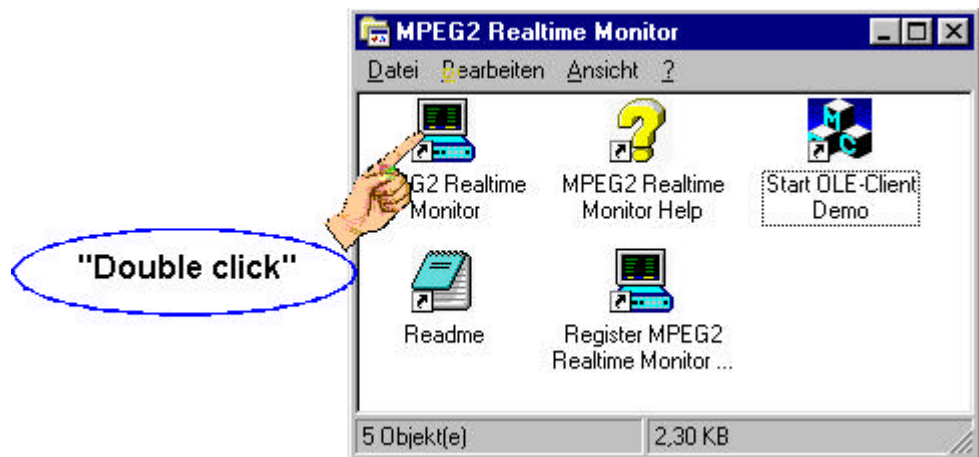 MPEG2 Realtime Monitor
Datei Bearbeiten Ansicht ?
G2 Realtime
Monitor
MPEG2 Realtime
Monitor Help
Start OLE-Client
Demo
"Double click"
Readme
Register MPEG2
Realtime Monitor ...
5 Objekt(e)
2,30 KB